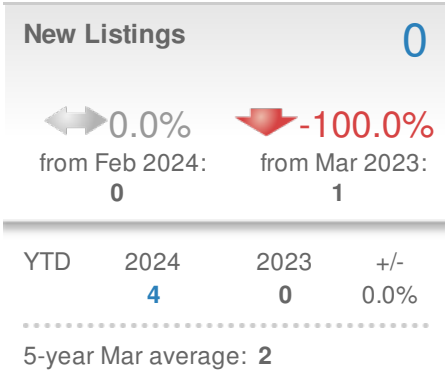 New Listings 0
0.0% -100.0%
from Feb 2024: from Mar 2023:
0 1
YTD 2024 2023 +/-
4 0 0.0%
5-year Mar average: 2